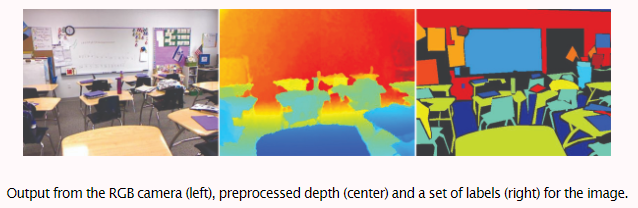 Output from the RGB camera (left), preprocessed depth (center) and a set of labels (right) for the image.